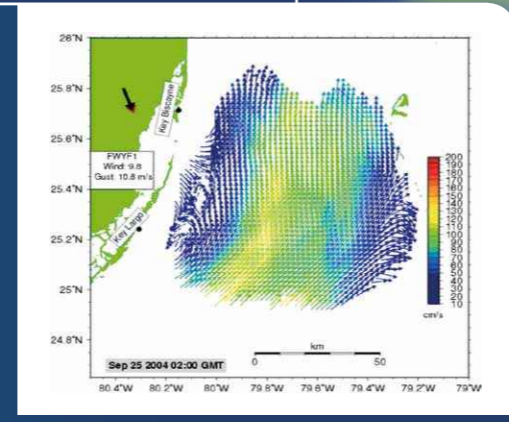 26°N
25.8°N
25.6°N
25.4°N
25.2°N
25°N
24.8°N
Key Biscayne
FWYF1
Wind: 9.8
Gust: 10.8 m/s
Key Largo
200
190
180
170
160
150
140
130
120
110
100
90
80
70
60
50
40
30
20
10
cm/s
km
0
50
Sep 25 2004 02:00 GMT
80.4°W
80.2°W
80°W
79.8°W
79.6°W
79.4°W
79.2°W
79°W